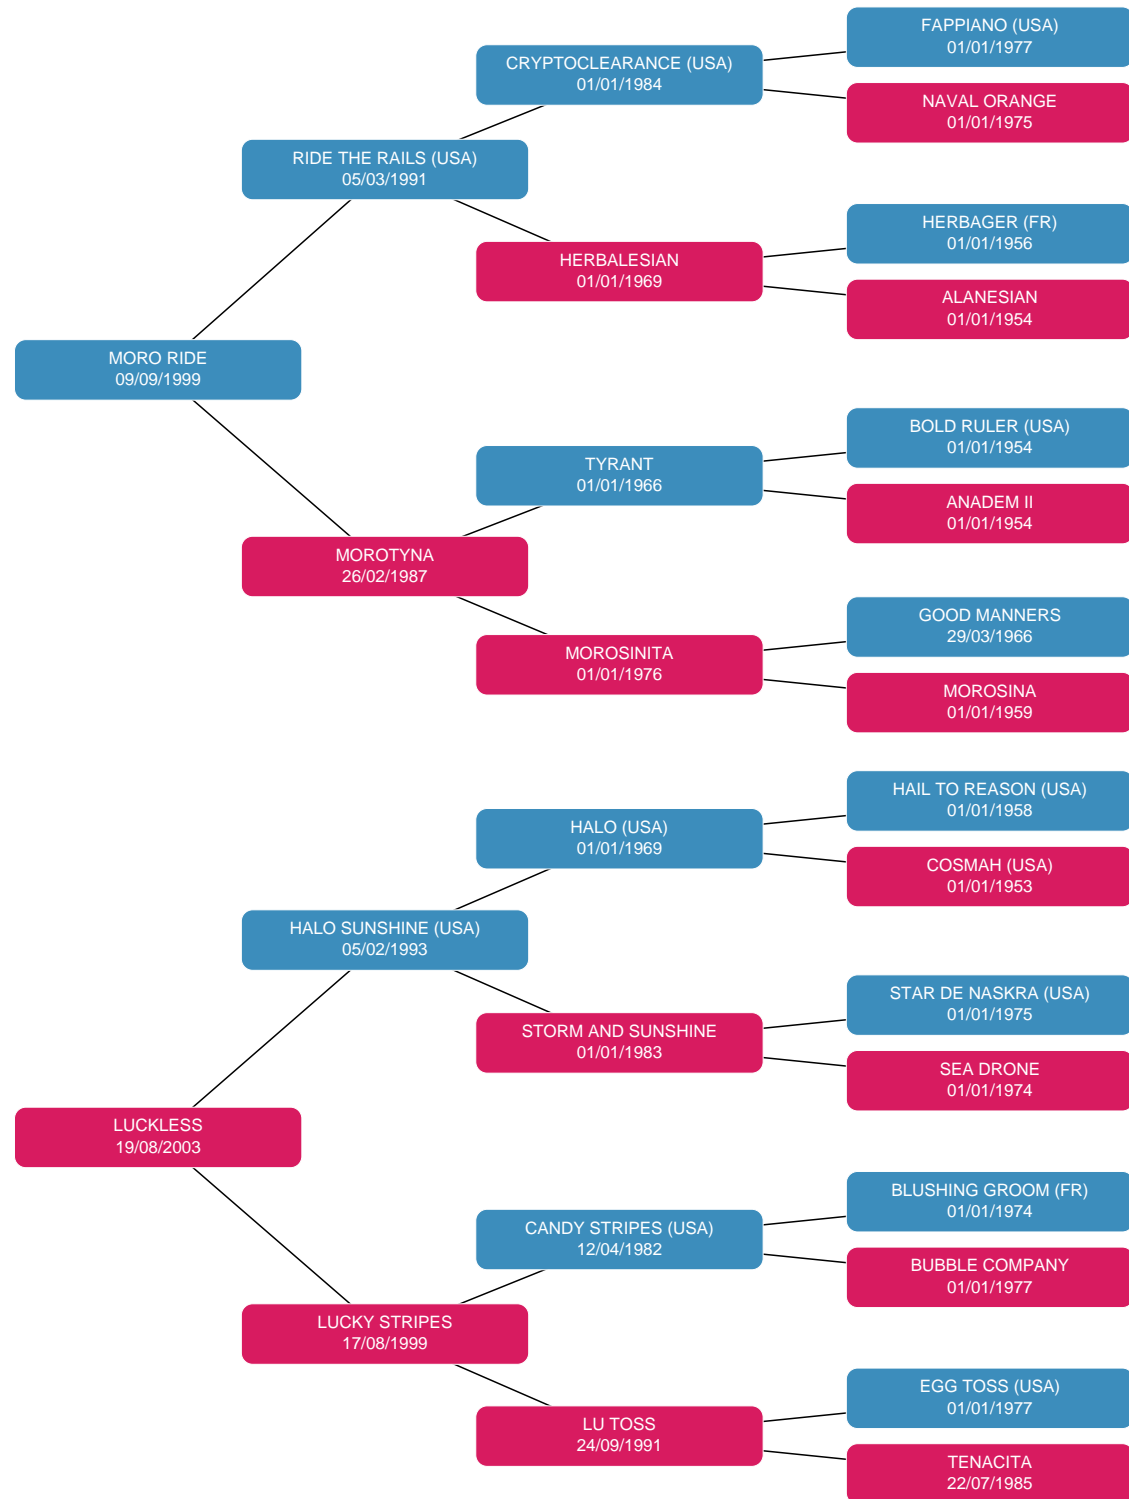 FAPPIANO (USA)
01/01/1977
CRYPTOCLEARANCE (USA)
01/01/1984
NAVAL ORANGE
01/01/1975
RIDE THE RAILS (USA)
05/03/1991
HERBAGER (FR)
01/01/1956
HERBALESIAN
01/01/1969
ALANESIAN
01/01/1954
MORO RIDE
09/09/1999
BOLD RULER (USA)
01/01/1954
TYRANT
01/01/1966
ANADEM II
01/01/1954
MOROTYNA
26/02/1987
GOOD MANNERS
29/03/1966
MOROSINITA
01/01/1976
MOROSINA
01/01/1959
HAIL TO REASON (USA)
01/01/1958
HALO (USA)
01/01/1969
COSMAH (USA)
01/01/1953
HALO SUNSHINE (USA)
05/02/1993
STAR DE NASKRA (USA)
01/01/1975
STORM AND SUNSHINE
01/01/1983
SEA DRONE
01/01/1974
LUCKLESS
19/08/2003
BLUSHING GROOM (FR)
01/01/1974
CANDY STRIPES (USA)
12/04/1982
BUBBLE COMPANY
01/01/1977
LUCKY STRIPES
17/08/1999
EGG TOSS (USA)
01/01/1977
LU TOSS
24/09/1991
TENACITA
22/07/1985